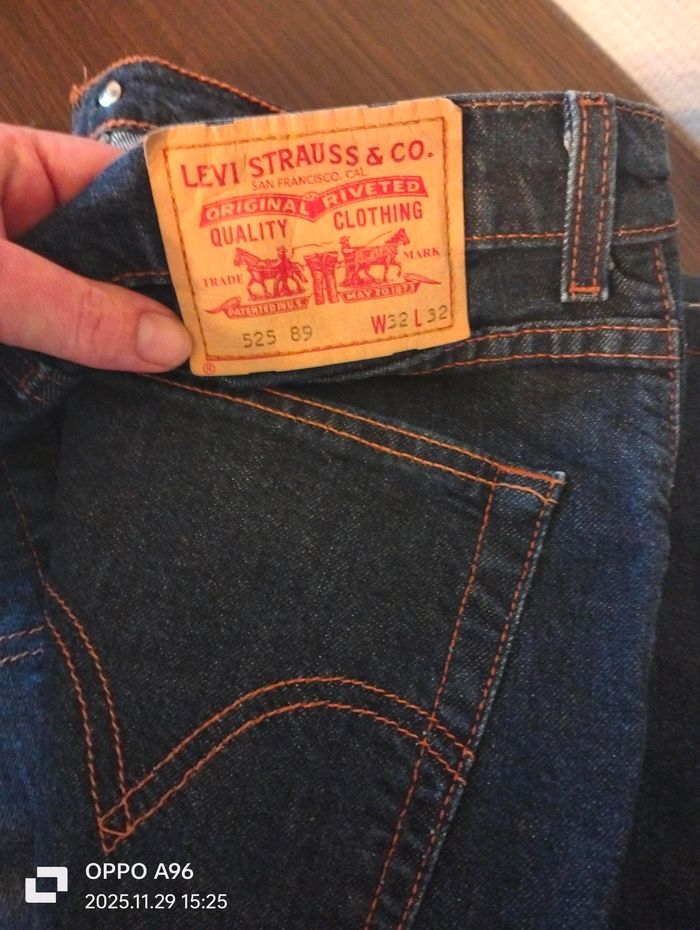 LEVI STRAUSS & CO.
SAN FRANCISCO, CAL.
ORIGINAL RIVETED
QUALITY CLOTHING
TRADE MARK
PATENTED IN U.S. MAY 20 1873
525 89 W32 L 32
®
OPPO A96
2025.11.29 15:25